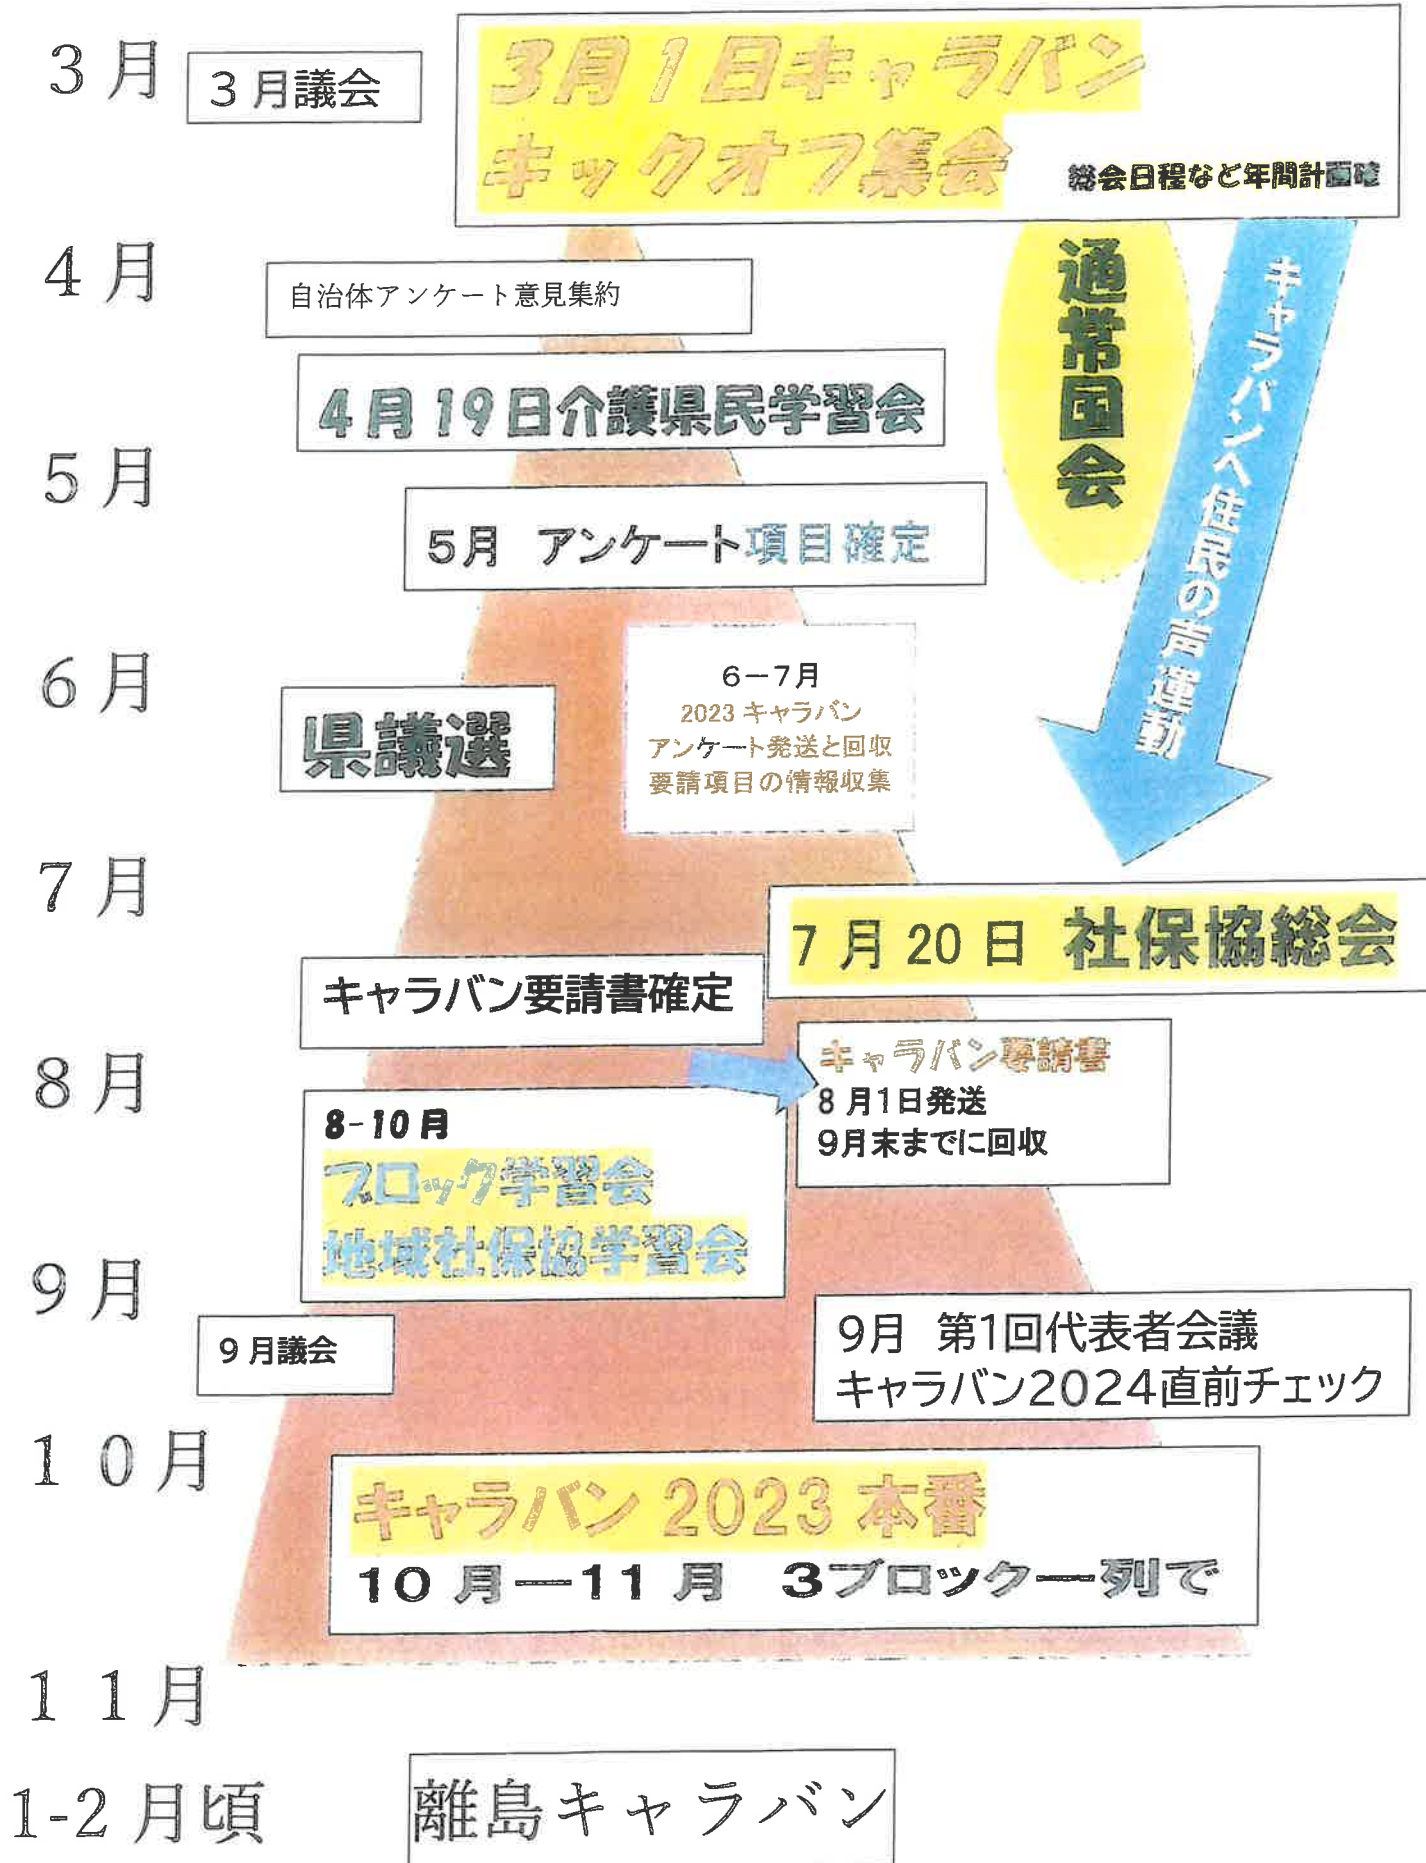 3月
3月議会
3月1日キャラバン
キックオフ集会
総会日程など年間計画確
4月
自治体アンケート意見集約
通常国会
キャラバンへ住民の声運動
4月19日介護県民学習会
5月
5月 アンケート項目確定
6月
県議選
6－7月
2023キャラバン
アンケート発送と回収
要請項目の情報収集
7月
7月20日 社保協総会
キャラバン要請書確定
8月
キャラバン要請書
8月1日発送
9月末までに回収
8-10月
ブロック学習会
地域社保協学習会
9月
9月議会
9月 第1回代表者会議
キャラバン2024直前チェック
10月
キャラバン 2023 本番
10月―11月 3ブロック一列で
11月
1-2月頃
離島キャラバン